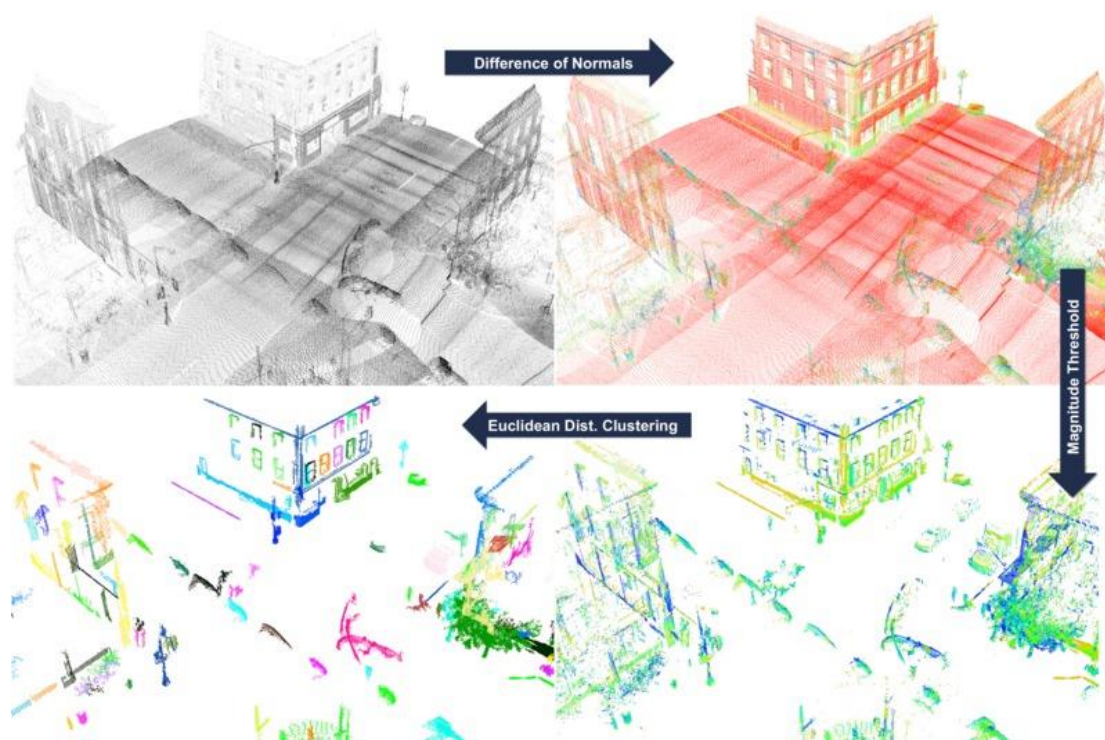 Difference of Normals
Magnitude Threshold
Euclidean Dist. Clustering